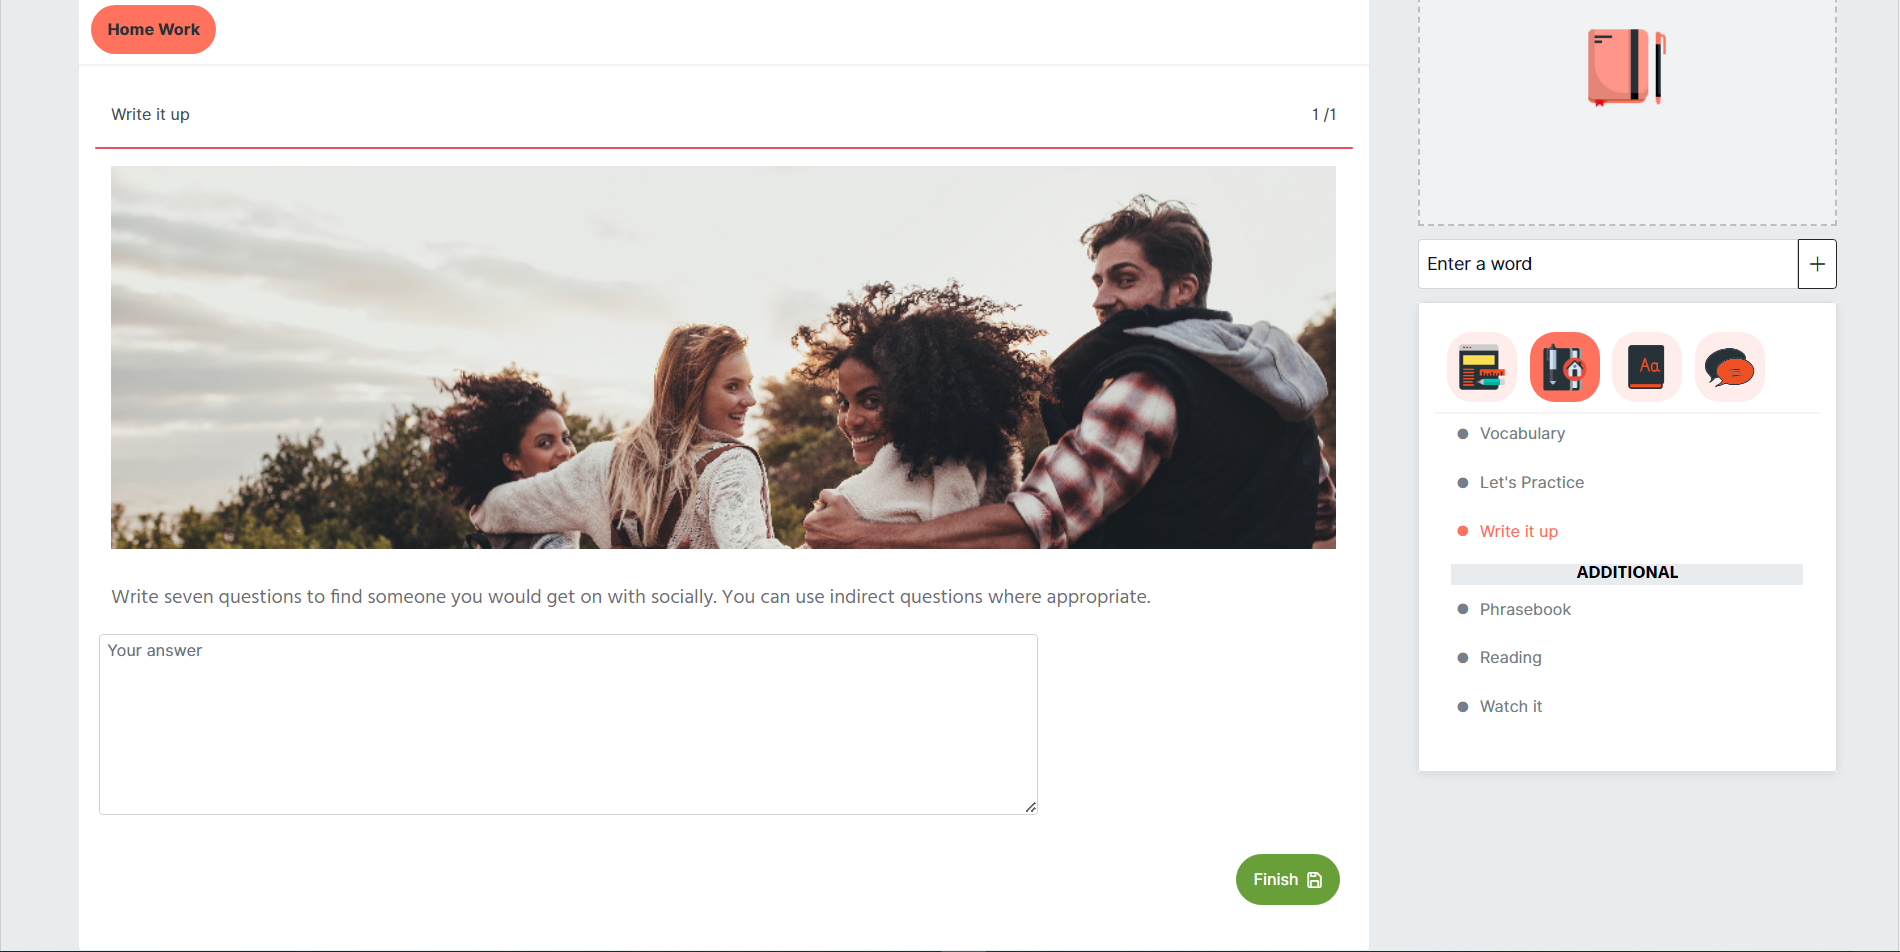 Home Work
Write it up
1 /1
Write seven questions to find someone you would get on with socially. You can use indirect questions where appropriate.
Your answer
Finish
Enter a word
Aa
Vocabulary
Let's Practice
Write it up
ADDITIONAL
Phrasebook
Reading
Watch it